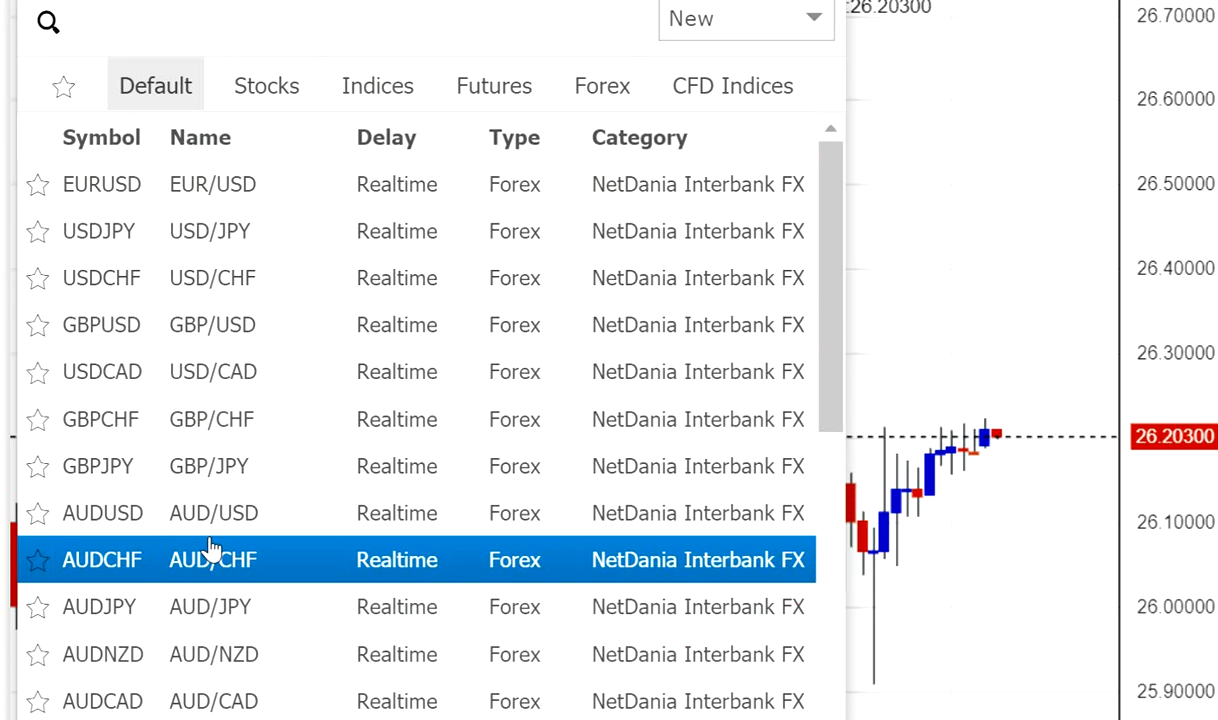 :26.20300
New
Default Stocks Indices Futures Forex CFD Indices
Symbol Name Delay Type Category
EURUSD EUR/USD Realtime Forex NetDania Interbank FX
USDJPY USD/JPY Realtime Forex NetDania Interbank FX
USDCHF USD/CHF Realtime Forex NetDania Interbank FX
GBPUSD GBP/USD Realtime Forex NetDania Interbank FX
USDCAD USD/CAD Realtime Forex NetDania Interbank FX
GBPCHF GBP/CHF Realtime Forex NetDania Interbank FX
GBPJPY GBP/JPY Realtime Forex NetDania Interbank FX
AUDUSD AUD/USD Realtime Forex NetDania Interbank FX
AUDCHF AUD/CHF Realtime Forex NetDania Interbank FX
AUDJPY AUD/JPY Realtime Forex NetDania Interbank FX
AUDNZD AUD/NZD Realtime Forex NetDania Interbank FX
AUDCAD AUD/CAD Realtime Forex NetDania Interbank FX
26.70000
26.60000
26.50000
26.40000
26.30000
26.20300
26.10000
26.00000
25.90000